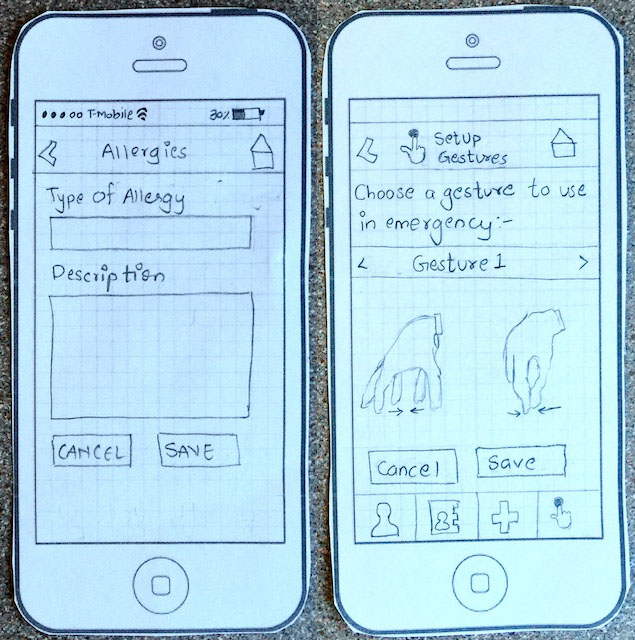 T-Mobile 30%
Allergies
Type of Allergy
Description
CANCEL SAVE
Setup
Gestures
Choose a gesture to use
in emergency:-
< Gesture 1 >
Cancel Save